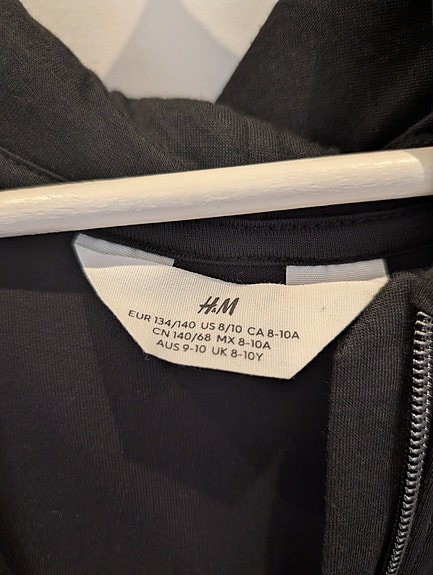 H&M
EUR 134/140 US 8/10 CA 8-10A
CN 140/68 MX 8-10A
AUS 9-10 UK 8-10Y